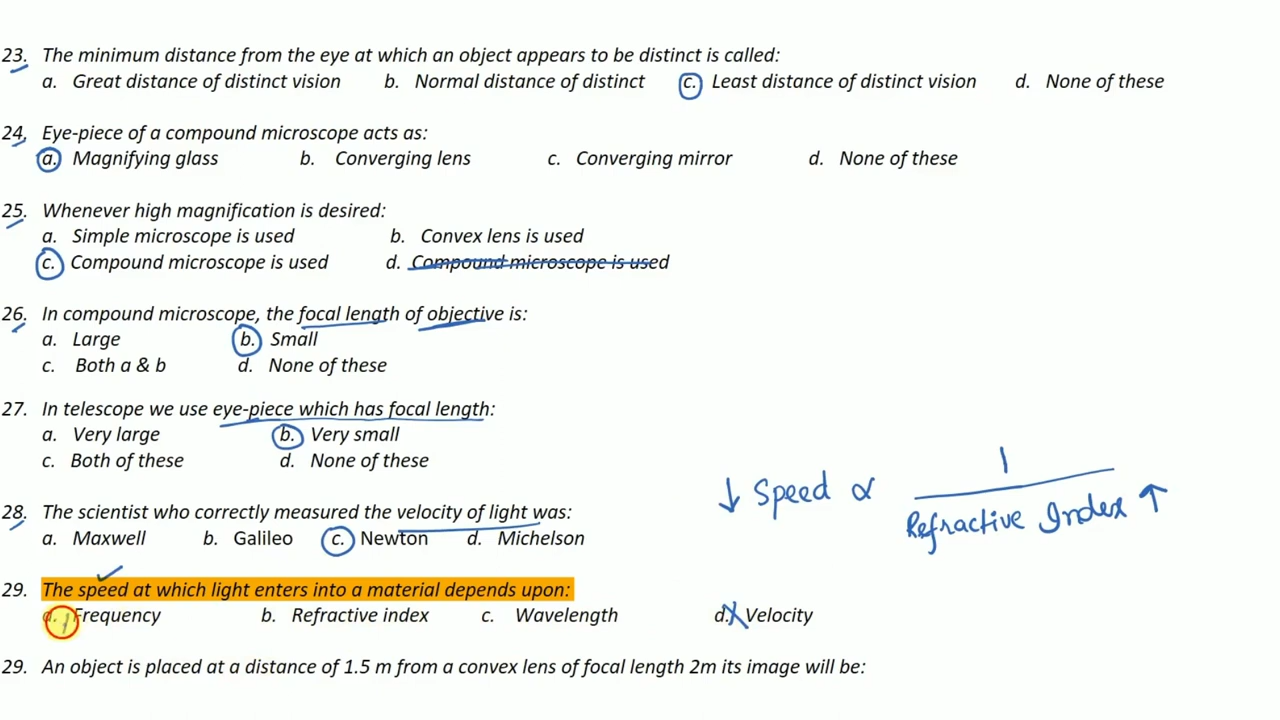 23. The minimum distance from the eye at which an object appears to be distinct is called:
a. Great distance of distinct vision b. Normal distance of distinct c. Least distance of distinct vision d. None of these
24, Eye-piece of a compound microscope acts as:
a. Magnifying glass b. Converging lens c. Converging mirror d. None of these
25. Whenever high magnification is desired:
a. Simple microscope is used b. Convex lens is used
c. Compound microscope is used d. Compound microscope is used
26. In compound microscope, the focal length of objective is:
a. Large b. Small
c. Both a & b d. None of these
27. In telescope we use eye-piece which has focal length:
a. Very large b. Very small
c. Both of these d. None of these
↓ Speed ∝ 1 / Refractive Index ↑
28. The scientist who correctly measured the velocity of light was:
a. Maxwell b. Galileo c. Newton d. Michelson
29. The speed at which light enters into a material depends upon:
a. Frequency b. Refractive index c. Wavelength d. Velocity
29. An object is placed at a distance of 1.5 m from a convex lens of focal length 2m its image will be: